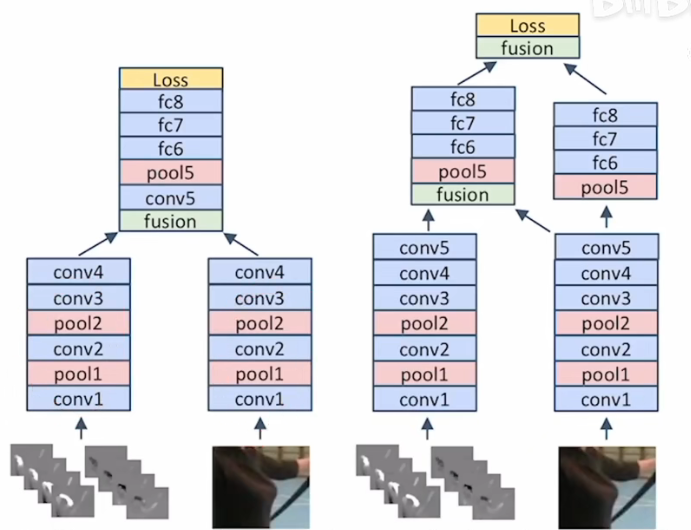 Loss
fc8
fc7
fc6
pool5
conv5
fusion
conv4
conv3
pool2
conv2
pool1
conv1
conv4
conv3
pool2
conv2
pool1
conv1
Loss
fusion
fc8
fc7
fc6
pool5
fusion
fc8
fc7
fc6
pool5
conv5
conv4
conv3
pool2
conv2
pool1
conv1
conv5
conv4
conv3
pool2
conv2
pool1
conv1